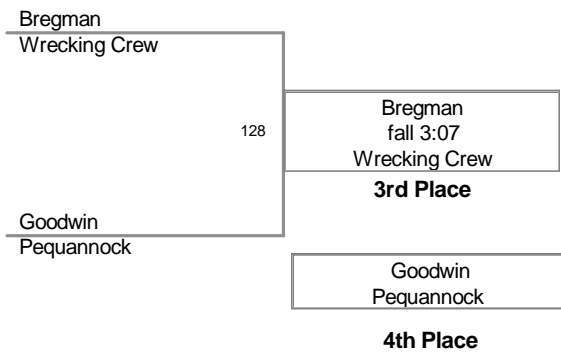 Bregman
Wrecking Crew
128
Bregman
fall 3:07
Wrecking Crew
3rd Place
Goodwin
Pequannock
Goodwin
Pequannock
4th Place